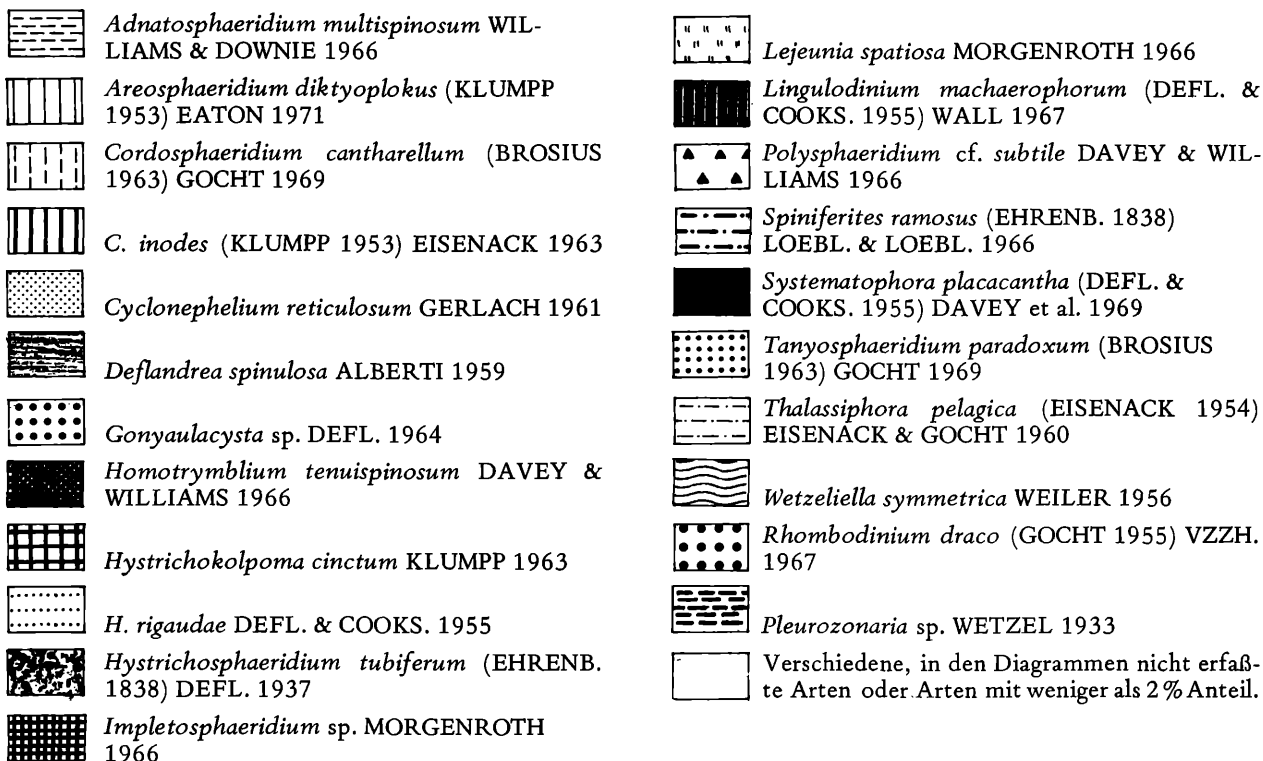 Adnatosphaeridium multispinosum WIL-
LIAMS & DOWNIE 1966
Areosphaeridium diktyoplokus (KLUMPP
1953) EATON 1971
Cordosphaeridium cantharellum (BROSIUS
1963) GOCHT 1969
C. inodes (KLUMPP 1953) EISENACK 1963
Cyclonephelium reticulosum GERLACH 1961
Deflandrea spinulosa ALBERTI 1959
Gonyaulacysta sp. DEFL. 1964
Homotrymblium tenuispinosum DAVEY &
WILLIAMS 1966
Hystrichokolpoma cinctum KLUMPP 1963
H. rigaudae DEFL. & COOKS. 1955
Hystrichosphaeridium tubiferum (EHRENB.
1838) DEFL. 1937
Impletosphaeridium sp. MORGENROTH
1966
Lejeunia spatiosa MORGENROTH 1966
Lingulodinium machaerophorum (DEFL. &
COOKS. 1955) WALL 1967
Polysphaeridium cf. subtile DAVEY & WIL-
LIAMS 1966
Spiniferites ramosus (EHRENB. 1838)
LOEBL. & LOEBL. 1966
Systematophora placacantha (DEFL. &
COOKS. 1955) DAVEY et al. 1969
Tanyosphaeridium paradoxum (BROSIUS
1963) GOCHT 1969
Thalassiphora pelagica (EISENACK 1954)
EISENACK & GOCHT 1960
Wetzeliella symmetrica WEILER 1956
Rhombodinium draco (GOCHT 1955) VZZH.
1967
Pleurozonaria sp. WETZEL 1933
Verschiedene, in den Diagrammen nicht erfaß-
te Arten oder Arten mit weniger als 2% Anteil.